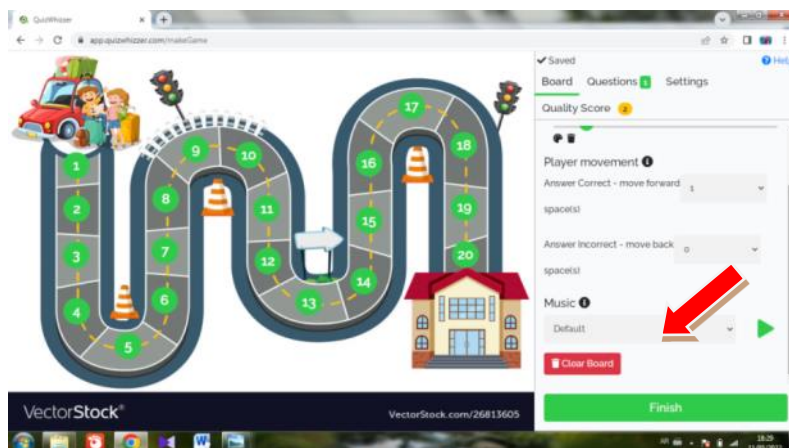 QuizWhizzer
app.quizwhizzer.com/makeGame
Saved
Help
Board Questions 1 Settings
Quality Score 2
Player movement
Answer Correct - move forward 1
space(s)
Answer Incorrect - move back 0
space(s)
Music
Default
Clear Board
Finish
1
2
3
4
5
6
7
8
9
10
11
12
13
14
15
16
17
18
19
20
VectorStock®
VectorStock.com/26813605
18:29